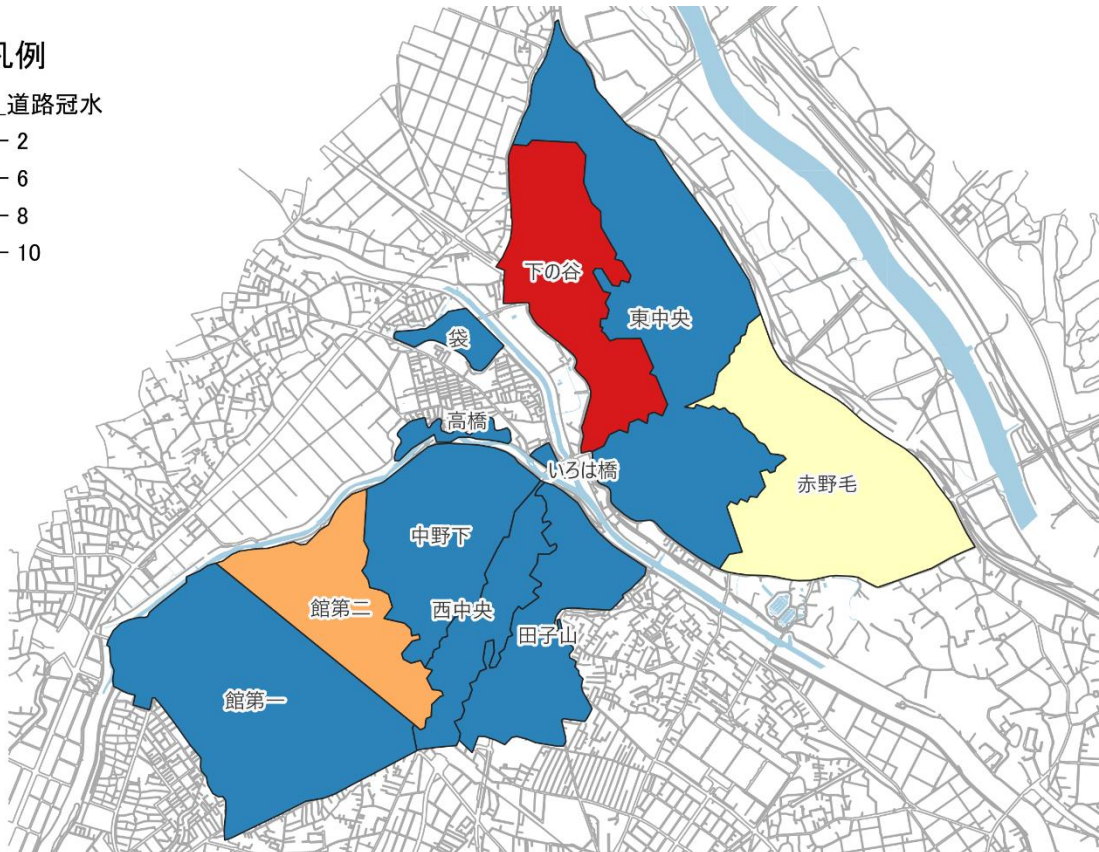 凡例
_道路冠水
- 2
- 6
- 8
- 10
下の谷
東中央
袋
高橋
いろは橋
赤野毛
中野下
館第二
西中央
田子山
館第一